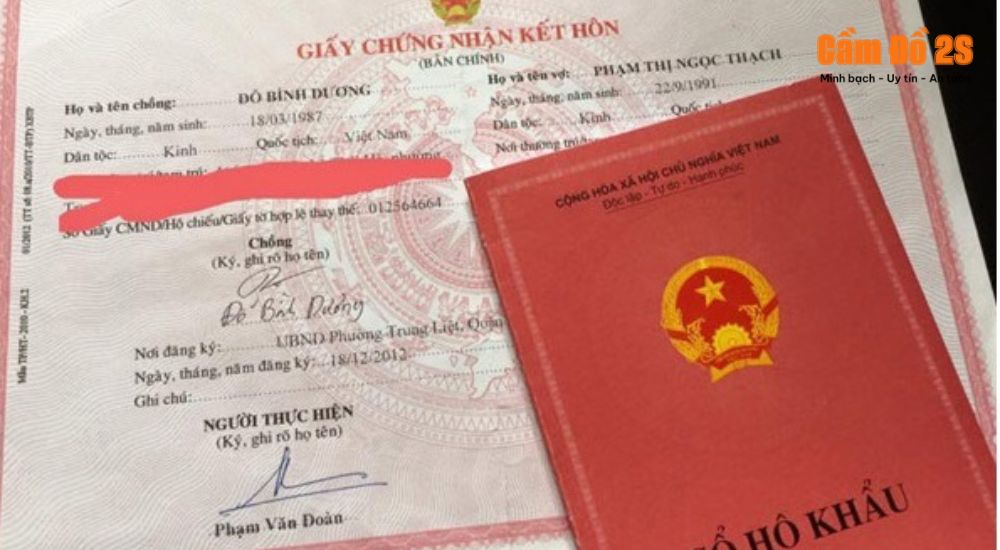 Cầm Đồ 2S
Minh bạch - Uy tín - An
GIẤY CHỨNG NHẬN KẾT HÔN
(BẢN CHÍNH)
Họ và tên chồng: ĐỖ BÌNH DƯƠNG
Ngày, tháng, năm sinh: 18/03/1987
Dân tộc: Kinh Quốc tịch: Việt Nam
phường
Số Giấy CMND/Hộ chiếu/Giấy tờ hợp lệ thay thế: 012564664
Chồng
(Ký, ghi rõ họ tên)
Đỗ Bình Dương
Nơi đăng ký: UBND Phường Trung Liệt, Quận
Ngày, tháng, năm đăng ký: 18/12/2012
Ghi chú:
NGƯỜI THỰC HIỆN
(Ký, ghi rõ họ tên)
Phạm Văn Đoàn
Họ và tên vợ: PHẠM THỊ NGỌC THẠCH
Ngày, tháng, năm sinh: 22/9/1991
Dân tộc: Kinh Quốc tịch
Nơi thường trú
CỘNG HÒA XÃ HỘI CHỦ NGHĨA VIỆT NAM
Độc lập - Tự do - Hạnh phúc
SỔ HỘ KHẨU